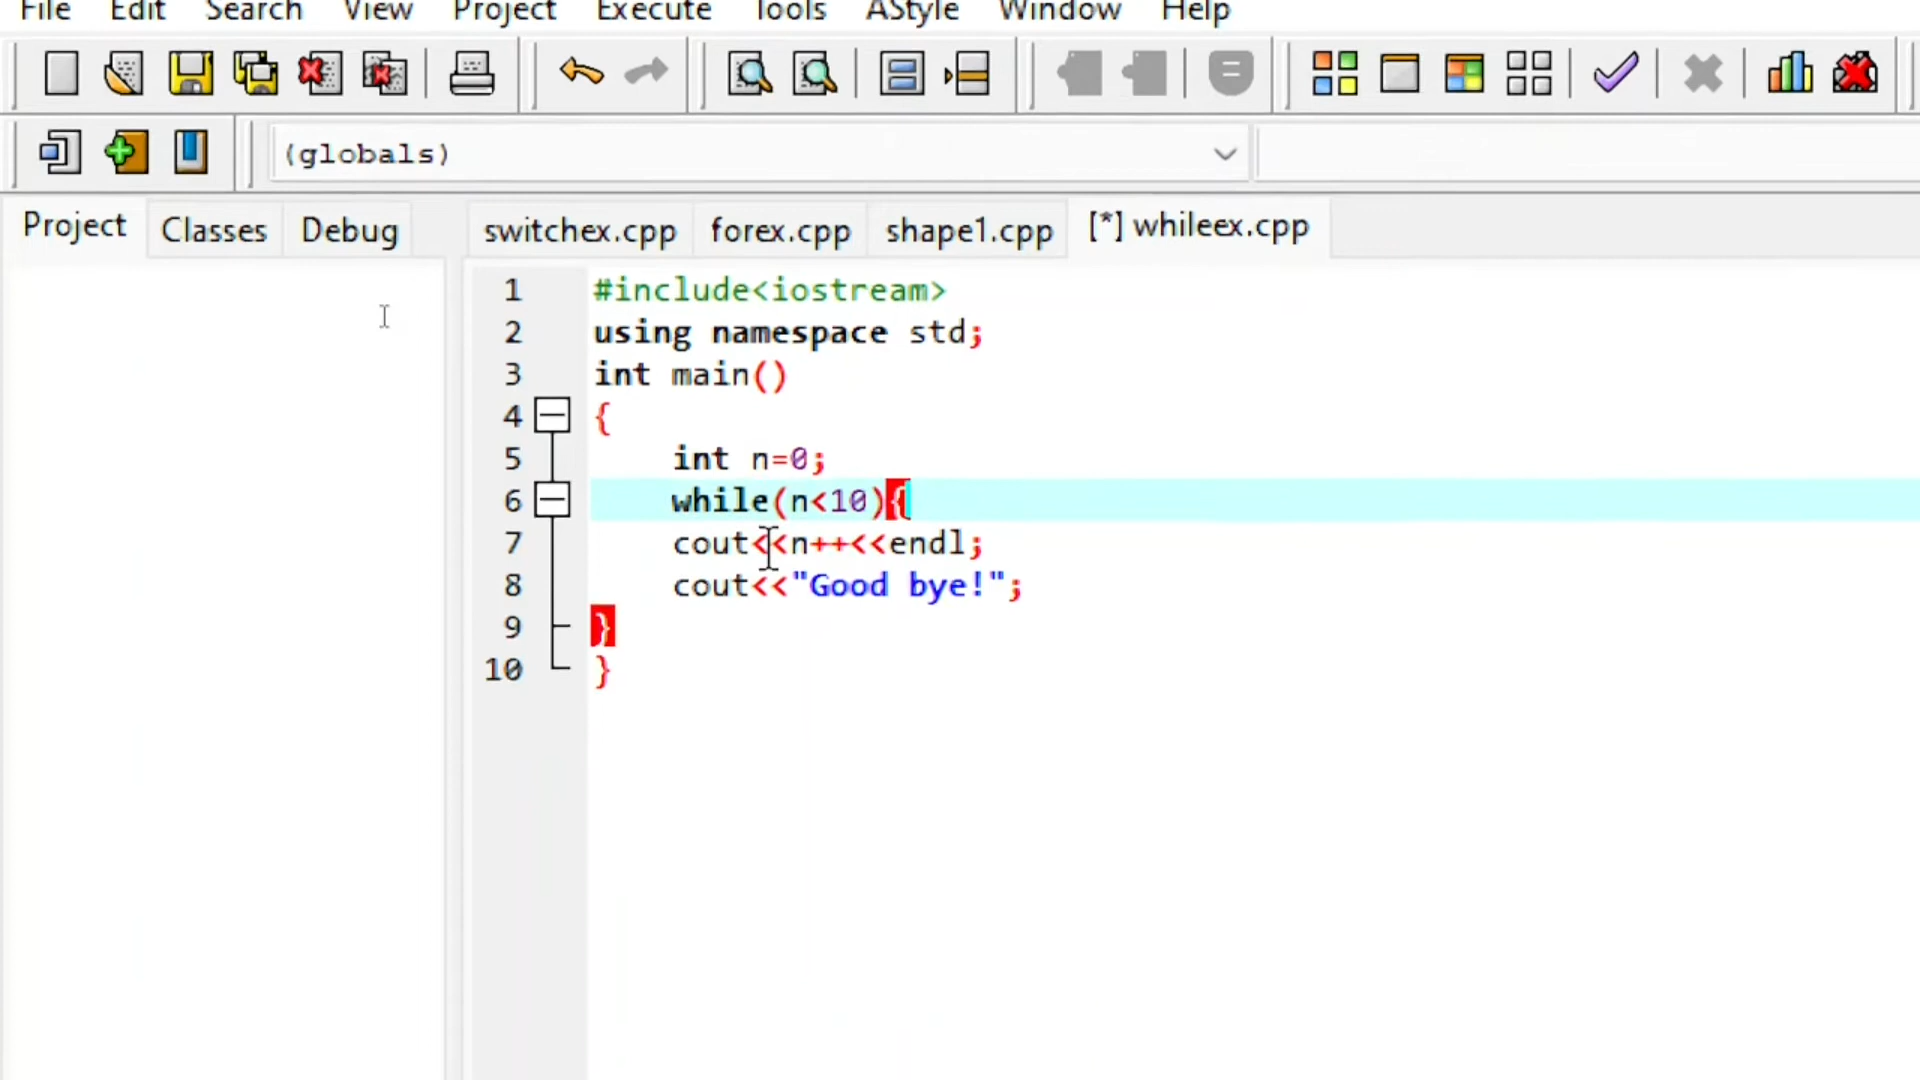 File Edit Search View Project Execute Tools AStyle Window Help
(globals)
Project Classes Debug switchex.cpp forex.cpp shape1.cpp [*] whileex.cpp
1 #include<iostream>
2 using namespace std;
3 int main()
4 {
5 int n=0;
6 while(n<10){
7 cout<<n++<<endl;
8 cout<<"Good bye!";
9 }
10 }